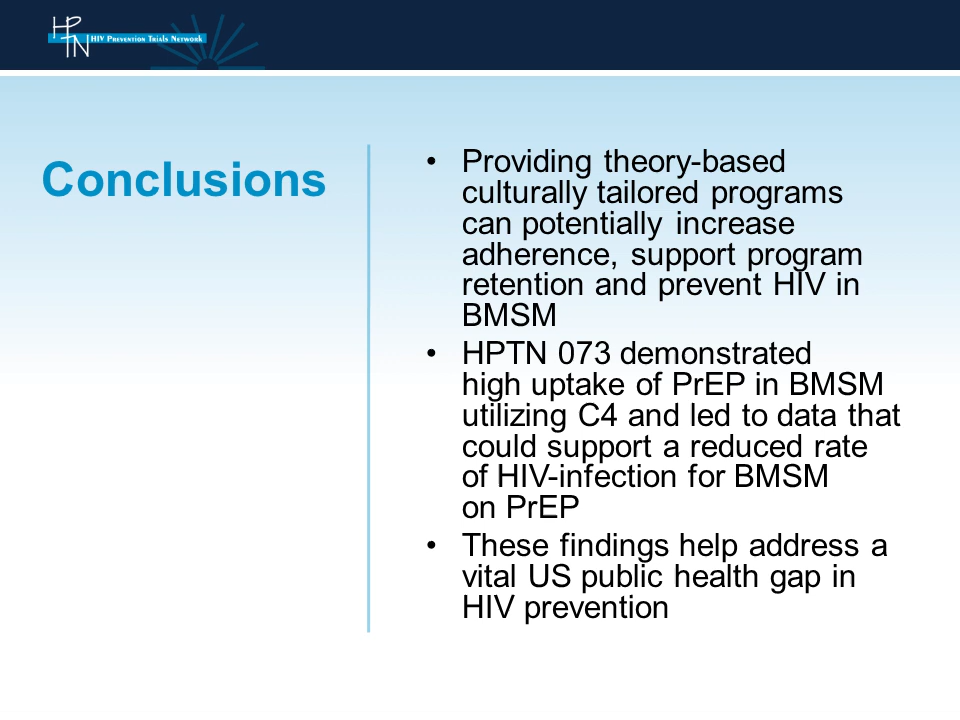 HPTN HIV Prevention Trials Network
Conclusions
• Providing theory-based
culturally tailored programs
can potentially increase
adherence, support program
retention and prevent HIV in
BMSM
• HPTN 073 demonstrated
high uptake of PrEP in BMSM
utilizing C4 and led to data that
could support a reduced rate
of HIV-infection for BMSM
on PrEP
• These findings help address a
vital US public health gap in
HIV prevention